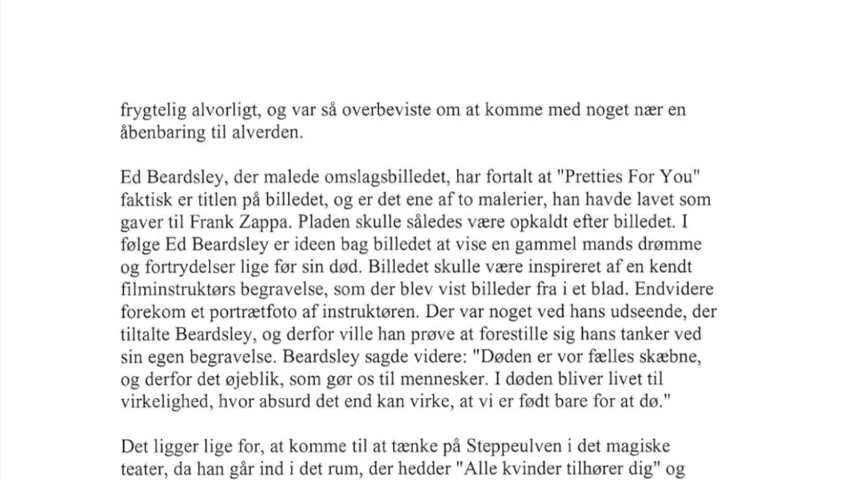 frygtelig alvorligt, og var så overbeviste om at komme med noget nær en
åbenbaring til alverden.
Ed Beardsley, der malede omslagsbilledet, har fortalt at "Pretties For You"
faktisk er titlen på billedet, og er det ene af to malerier, han havde lavet som
gaver til Frank Zappa. Pladen skulle således være opkaldt efter billedet. I
følge Ed Beardsley er ideen bag billedet at vise en gammel mands drømme
og fortrydelser lige før sin død. Billedet skulle være inspireret af en kendt
filminstruktørs begravelse, som der blev vist billeder fra i et blad. Endvidere
forekom et portrætfoto af instruktøren. Der var noget ved hans udseende, der
tiltalte Beardsley, og derfor ville han prøve at forestille sig hans tanker ved
sin egen begravelse. Beardsley sagde videre: "Døden er vor fælles skæbne,
og derfor det øjeblik, som gør os til mennesker. I døden bliver livet til
virkelighed, hvor absurd det end kan virke, at vi er født bare for at dø."
Det ligger lige for, at komme til at tænke på Steppeulven i det magiske
teater, da han går ind i det rum, der hedder "Alle kvinder tilhører dig" og